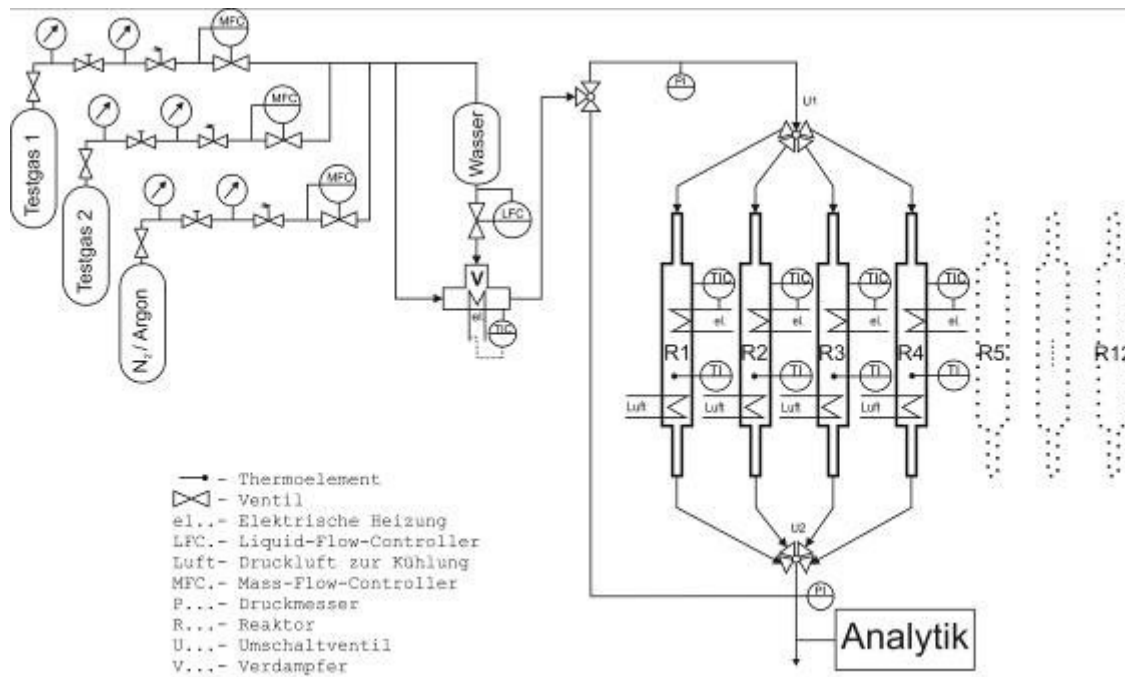 MFC
Testgas 1
MFC
Testgas 2
MFC
N2/Argon
Wasser
LFC
V
el.
TIC
PI
U1
TIC
TIC
TIC
TIC
el.
el.
el.
el.
R1
R2
R3
R4
R5
R12
TI
TI
TI
TI
Luft
Luft
Luft
Luft
U2
PI
Analytik
- Thermoelement
- Ventil
el..- Elektrische Heizung
LFC.- Liquid-Flow-Controller
Luft- Druckluft zur Kühlung
MFC.- Mass-Flow-Controller
P...- Druckmesser
R...- Reaktor
U...- Umschaltventil
V...- Verdampfer